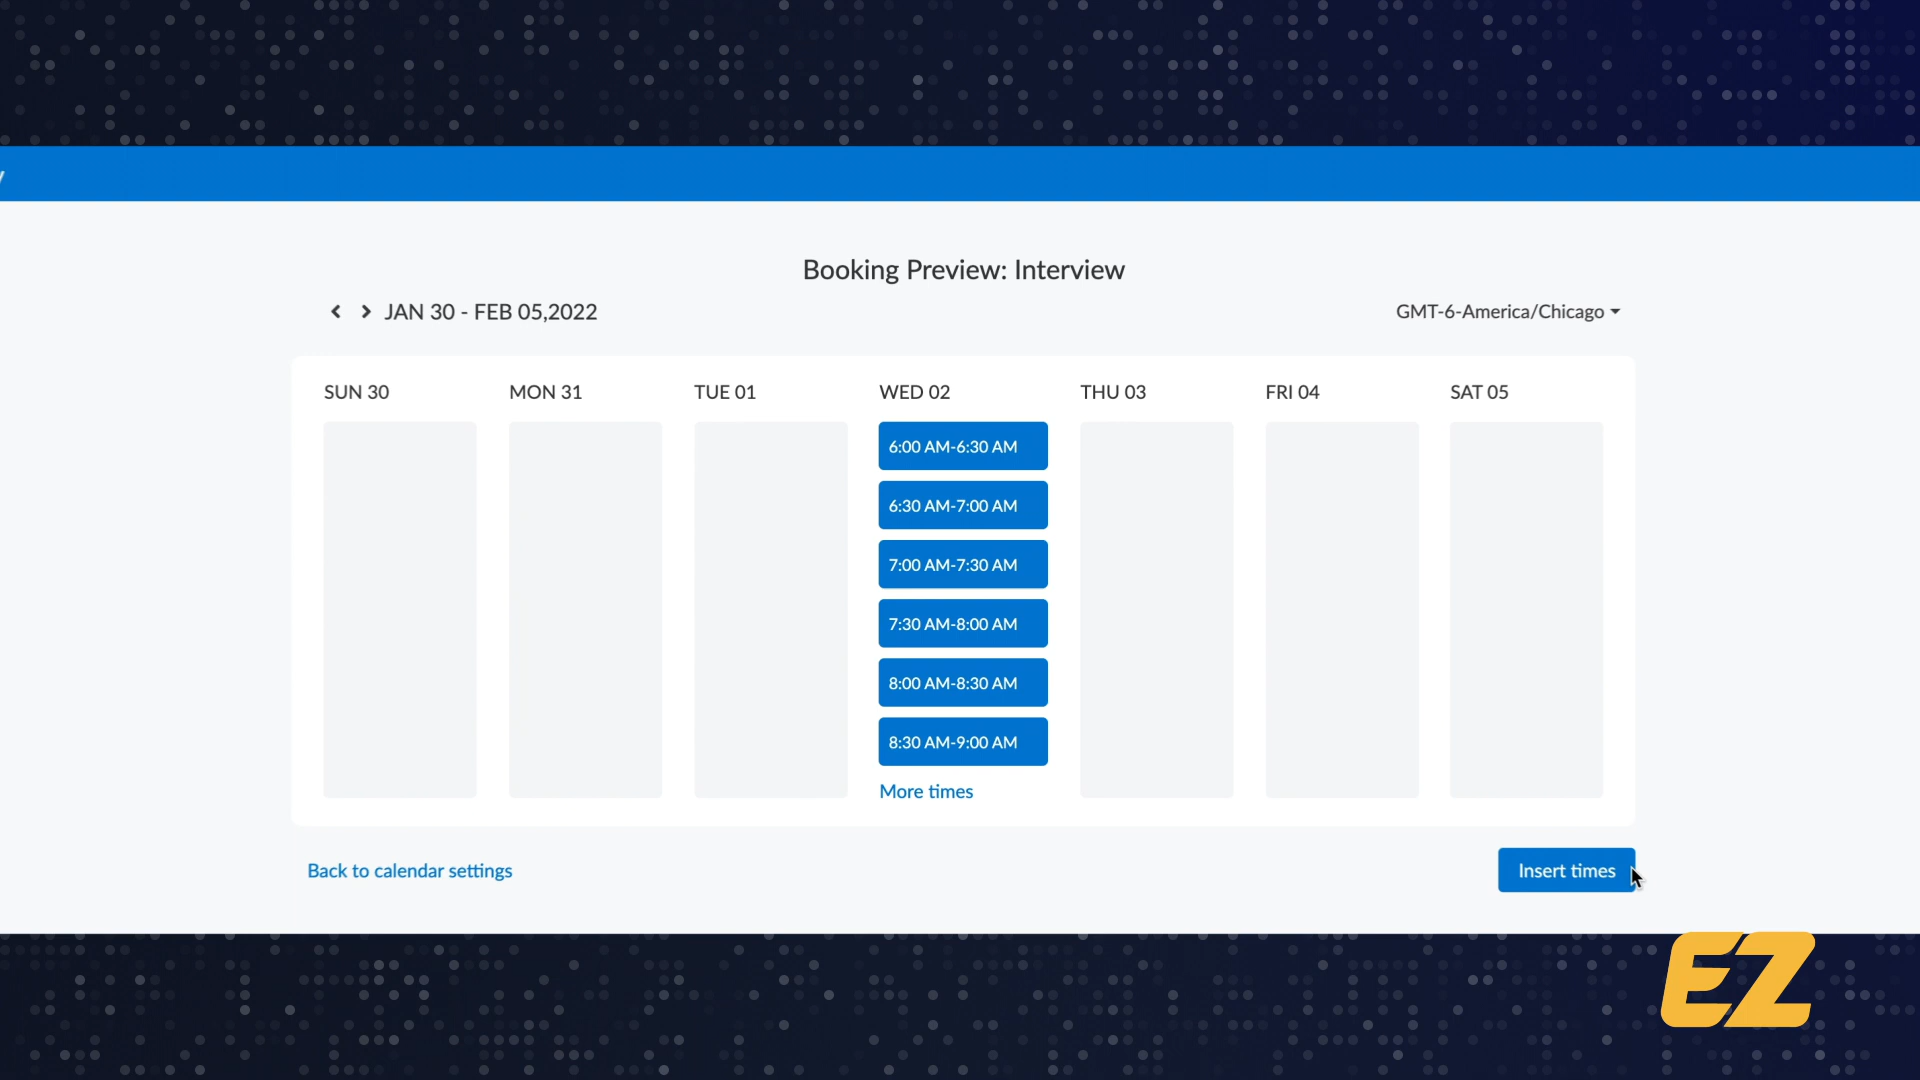 Booking Preview: Interview
JAN 30 - FEB 05,2022
GMT-6-America/Chicago
SUN 30
MON 31
TUE 01
WED 02
THU 03
FRI 04
SAT 05
6:00 AM-6:30 AM
6:30 AM-7:00 AM
7:00 AM-7:30 AM
7:30 AM-8:00 AM
8:00 AM-8:30 AM
8:30 AM-9:00 AM
More times
Back to calendar settings
Insert times
EZ